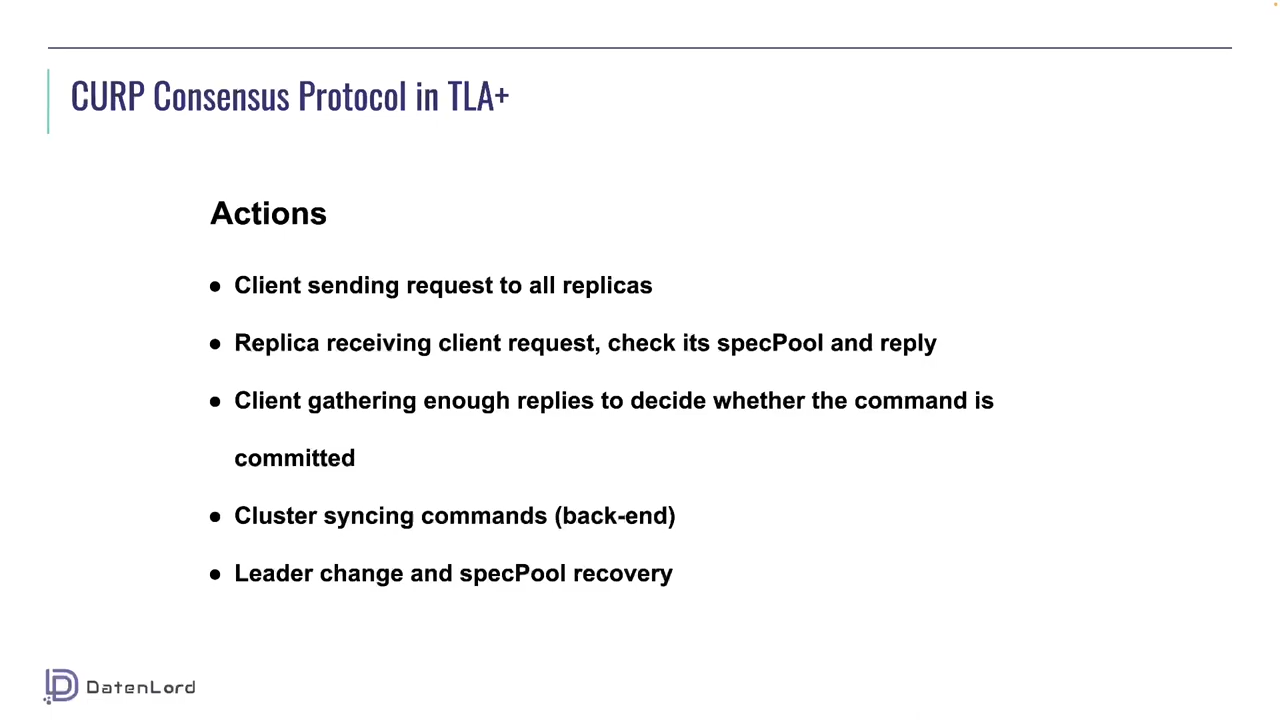 CURP Consensus Protocol in TLA+
Actions
● Client sending request to all replicas
● Replica receiving client request, check its specPool and reply
● Client gathering enough replies to decide whether the command is
committed
● Cluster syncing commands (back-end)
● Leader change and specPool recovery
DatenLord